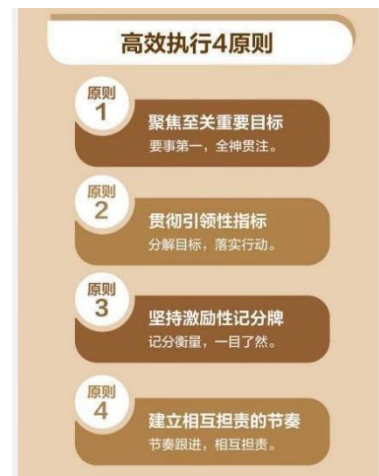 高效执行4原则
原则
1
聚焦至关重要目标
要事第一，全神贯注。
原则
2
贯彻引领性指标
分解目标，落实行动。
原则
3
坚持激励性记分牌
记分衡量，一目了然。
原则
4
建立相互担责的节奏
节奏跟进，相互担责。